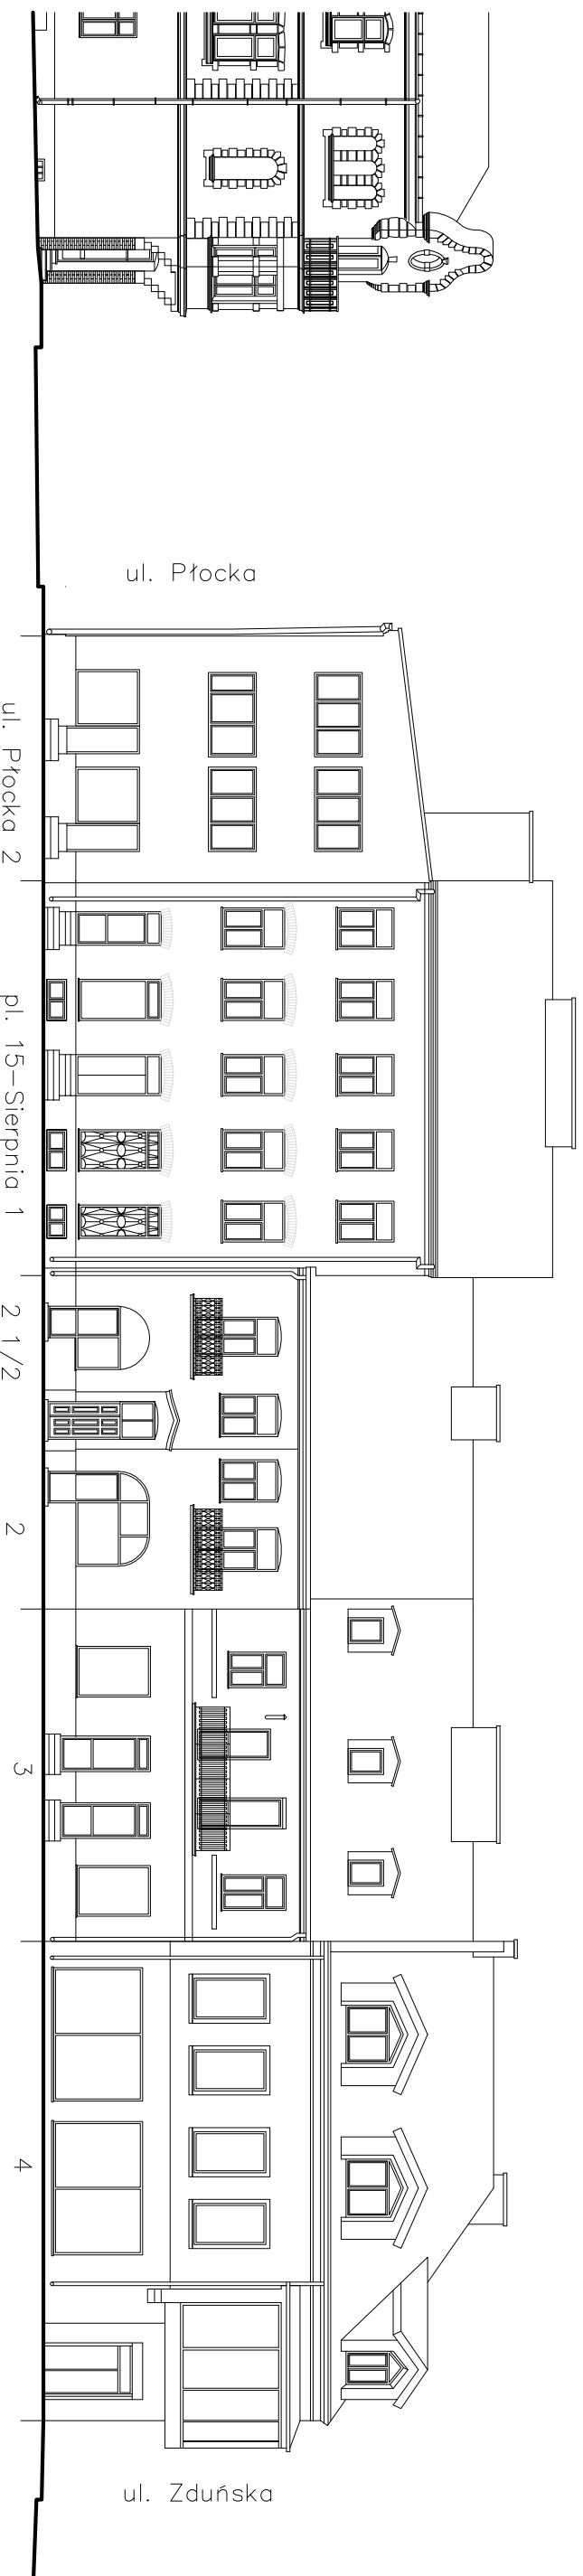 ul. Płocka
ul. Płocka 2
pl. 15-Sierpnia 1
2 1/2
2
3
4
ul. Zduńska